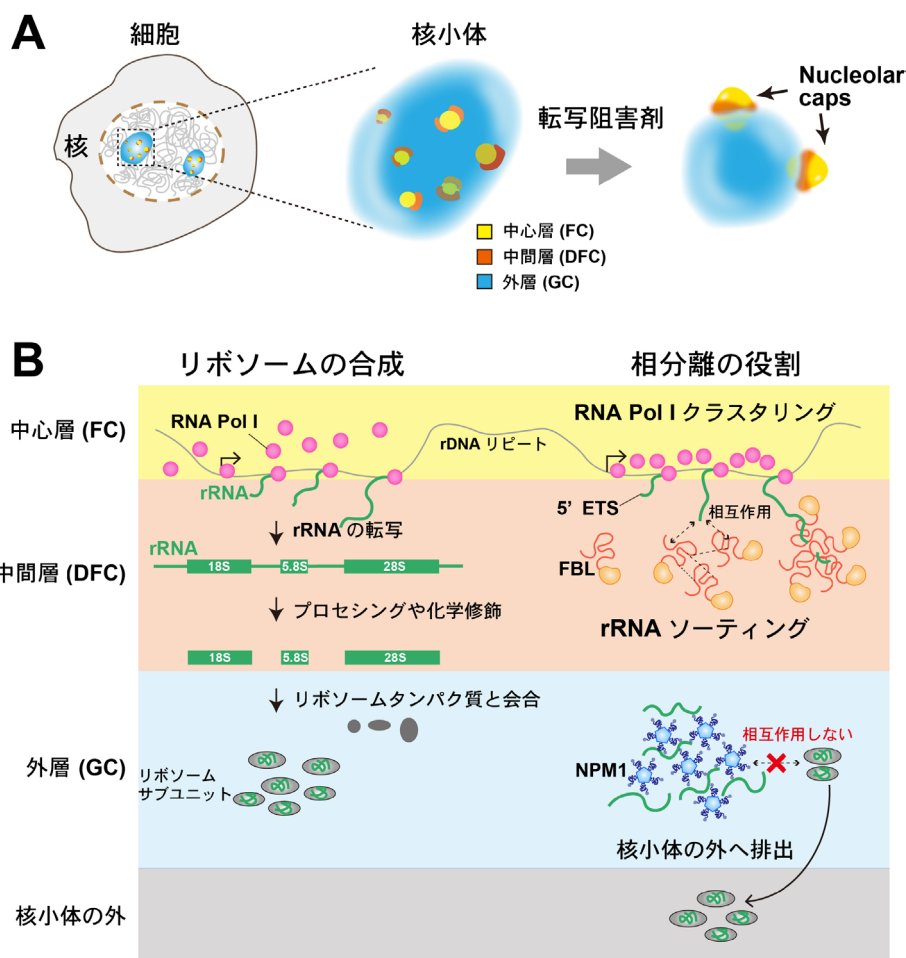 A
細胞
核
核小体
転写阻害剤
Nucleolar
caps
中心層 (FC)
中間層 (DFC)
外層 (GC)
B
リボソームの合成
相分離の役割
中心層 (FC)
RNA Pol I
rRNA
rDNA リピート
RNA Pol I クラスタリング
5’ ETS
相互作用
rRNA の転写
中間層 (DFC)
rRNA
18S
5.8S
28S
プロセシングや化学修飾
18S
5.8S
28S
FBL
rRNA ソーティング
リボソームタンパク質と会合
外層 (GC)
リボソーム
サブユニット
NPM1
相互作用しない
核小体の外へ排出
核小体の外